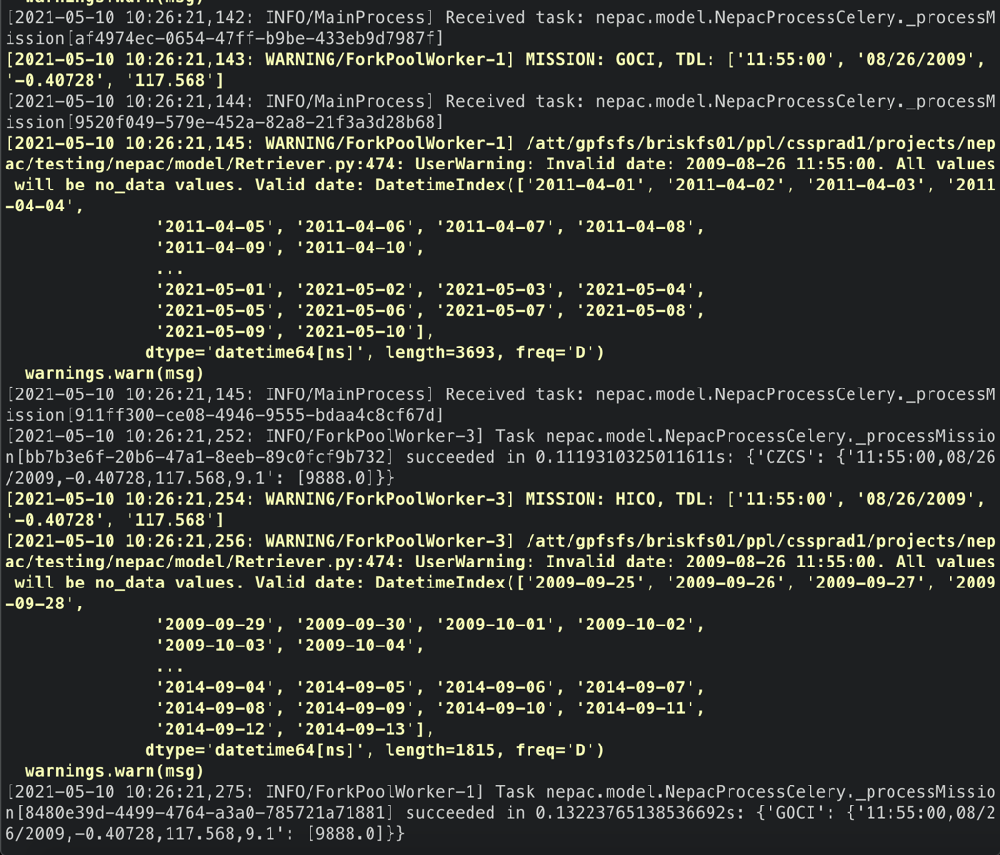 warnings.warn(msg)
[2021-05-10 10:26:21,142: INFO/MainProcess] Received task: nepac.model.NepacProcessCelery._processM
ission[af4974ec-0654-47ff-b9be-433eb9d7987f]
[2021-05-10 10:26:21,143: WARNING/ForkPoolWorker-1] MISSION: GOCI, TDL: ['11:55:00', '08/26/2009',
'-0.40728', '117.568']
[2021-05-10 10:26:21,144: INFO/MainProcess] Received task: nepac.model.NepacProcessCelery._processM
ission[9520f049-579e-452a-82a8-21f3a3d28b68]
[2021-05-10 10:26:21,145: WARNING/ForkPoolWorker-1] /att/gpfsfs/briskfs01/ppl/cssprad1/projects/nep
ac/testing/nepac/model/Retriever.py:474: UserWarning: Invalid date: 2009-08-26 11:55:00. All values
 will be no_data values. Valid date: DatetimeIndex(['2011-04-01', '2011-04-02', '2011-04-03', '2011
-04-04',
               '2011-04-05', '2011-04-06', '2011-04-07', '2011-04-08',
               '2011-04-09', '2011-04-10',
               ...
               '2021-05-01', '2021-05-02', '2021-05-03', '2021-05-04',
               '2021-05-05', '2021-05-06', '2021-05-07', '2021-05-08',
               '2021-05-09', '2021-05-10'],
              dtype='datetime64[ns]', length=3693, freq='D')
  warnings.warn(msg)
[2021-05-10 10:26:21,145: INFO/MainProcess] Received task: nepac.model.NepacProcessCelery._processM
ission[911ff300-ce08-4946-9555-bdaa4c8cf67d]
[2021-05-10 10:26:21,252: INFO/ForkPoolWorker-3] Task nepac.model.NepacProcessCelery._processMissio
n[bb7b3e6f-20b6-47a1-8eeb-89c0fcf9b732] succeeded in 0.1119310325011611s: {'CZCS': {'11:55:00,08/26
/2009,-0.40728,117.568,9.1': [9888.0]}}
[2021-05-10 10:26:21,254: WARNING/ForkPoolWorker-3] MISSION: HICO, TDL: ['11:55:00', '08/26/2009',
'-0.40728', '117.568']
[2021-05-10 10:26:21,256: WARNING/ForkPoolWorker-3] /att/gpfsfs/briskfs01/ppl/cssprad1/projects/nep
ac/testing/nepac/model/Retriever.py:474: UserWarning: Invalid date: 2009-08-26 11:55:00. All values
 will be no_data values. Valid date: DatetimeIndex(['2009-09-25', '2009-09-26', '2009-09-27', '2009
-09-28',
               '2009-09-29', '2009-09-30', '2009-10-01', '2009-10-02',
               '2009-10-03', '2009-10-04',
               ...
               '2014-09-04', '2014-09-05', '2014-09-06', '2014-09-07',
               '2014-09-08', '2014-09-09', '2014-09-10', '2014-09-11',
               '2014-09-12', '2014-09-13'],
              dtype='datetime64[ns]', length=1815, freq='D')
  warnings.warn(msg)
[2021-05-10 10:26:21,275: INFO/ForkPoolWorker-1] Task nepac.model.NepacProcessCelery._processMissio
n[8480e39d-4499-4764-a3a0-785721a71881] succeeded in 0.13223765138536692s: {'GOCI': {'11:55:00,08/2
6/2009,-0.40728,117.568,9.1': [9888.0]}}